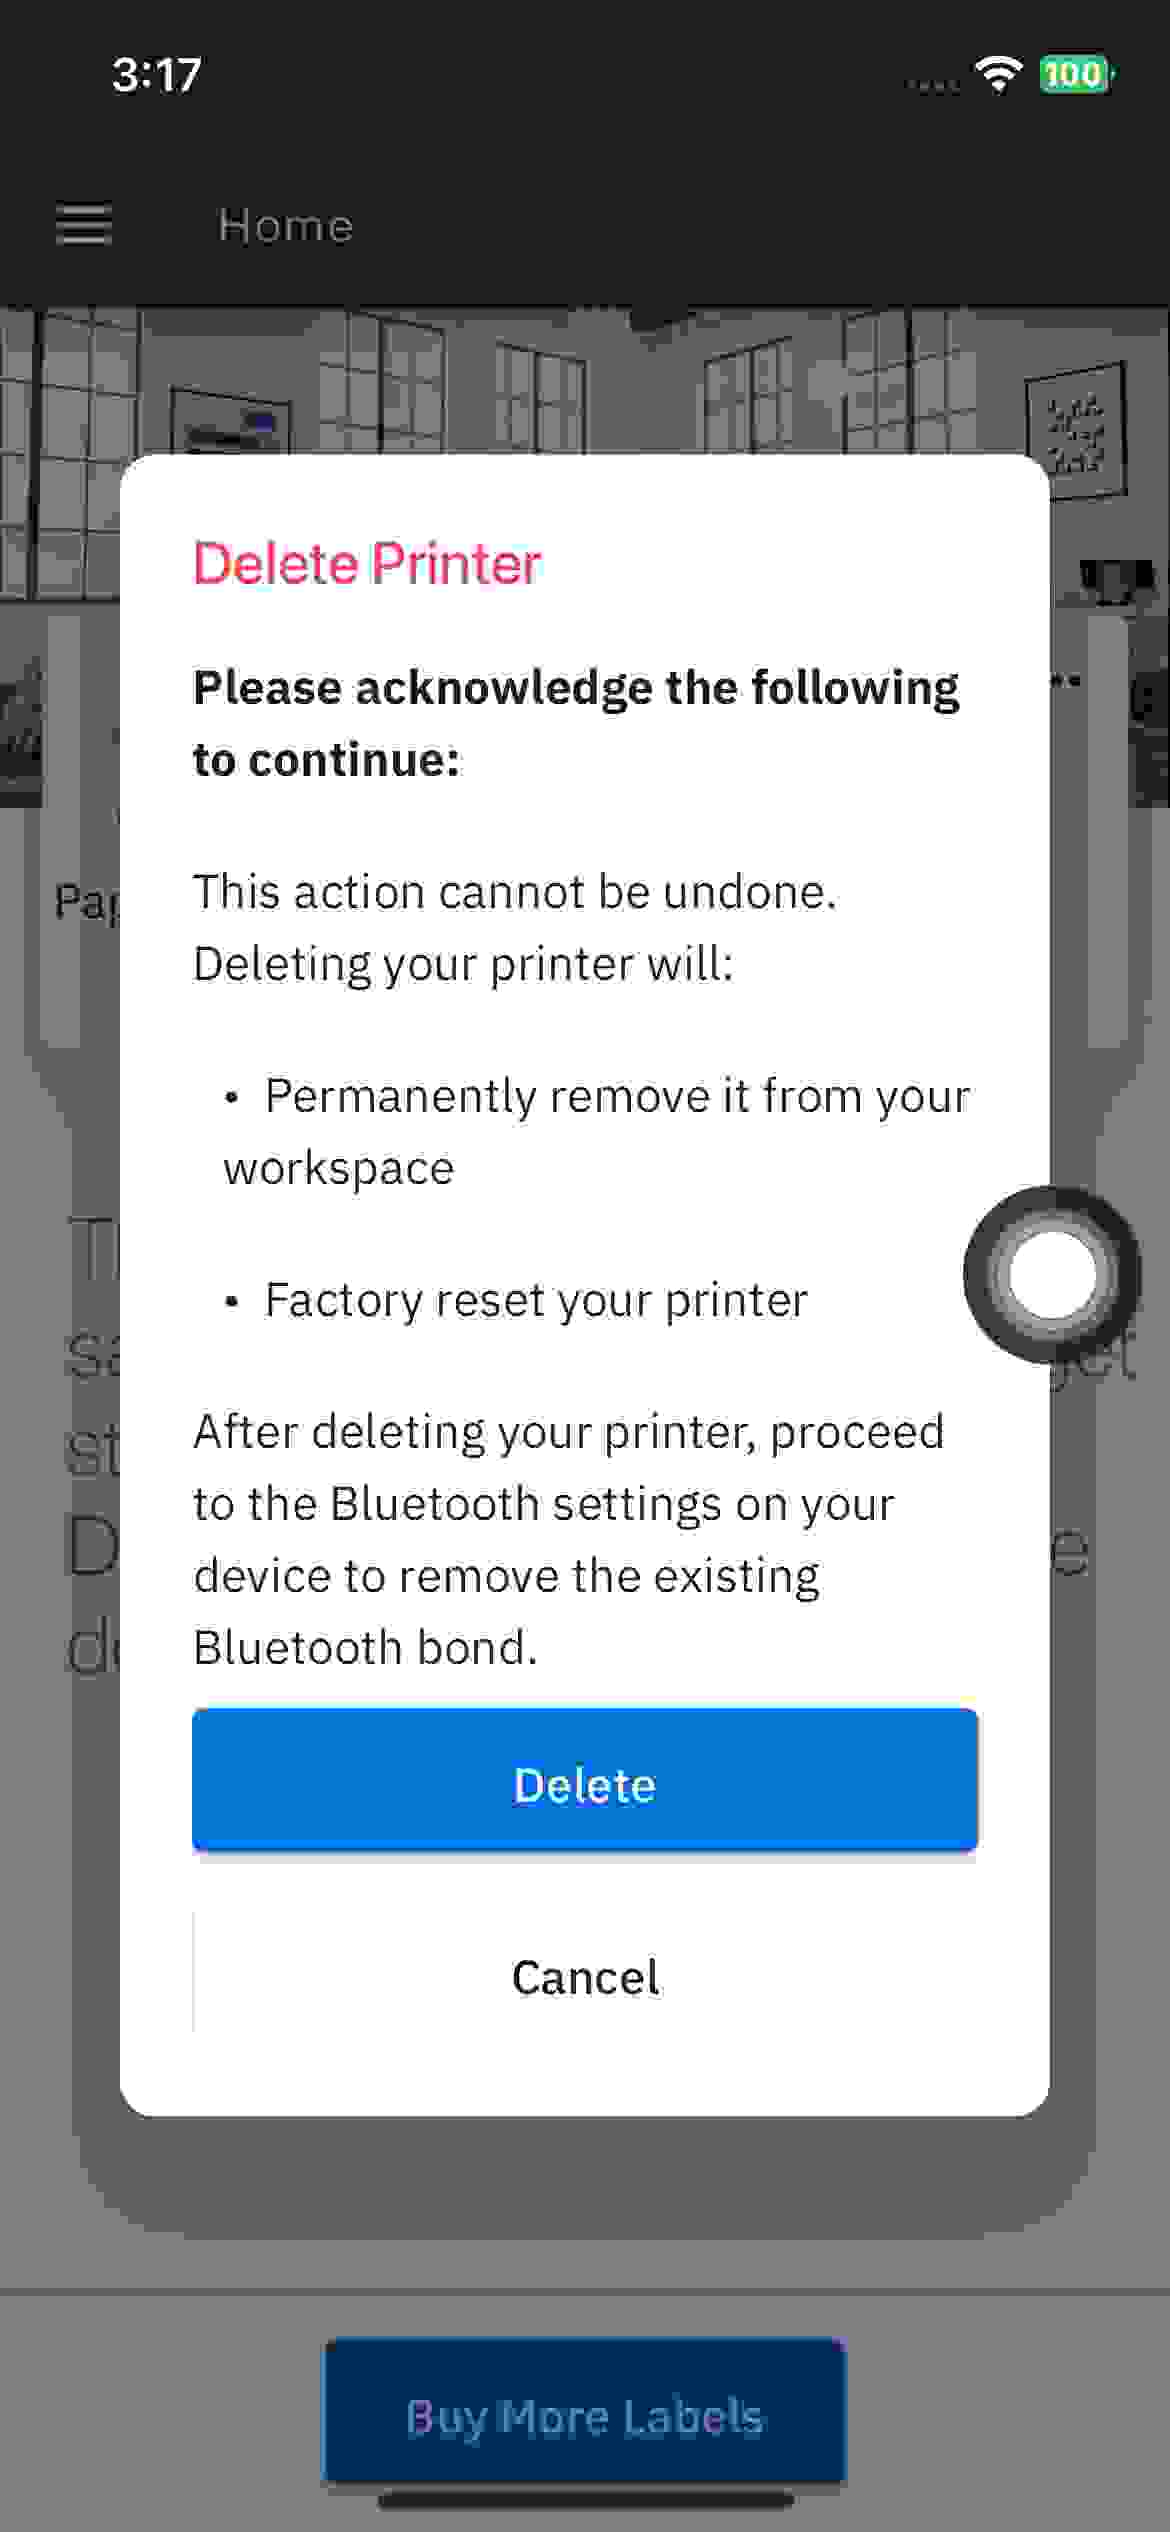 3:17
100
Home
Delete Printer
Please acknowledge the following
to continue:
This action cannot be undone.
Deleting your printer will:
• Permanently remove it from your
workspace
• Factory reset your printer
After deleting your printer, proceed
to the Bluetooth settings on your
device to remove the existing
Bluetooth bond.
Delete
Cancel
Buy More Labels